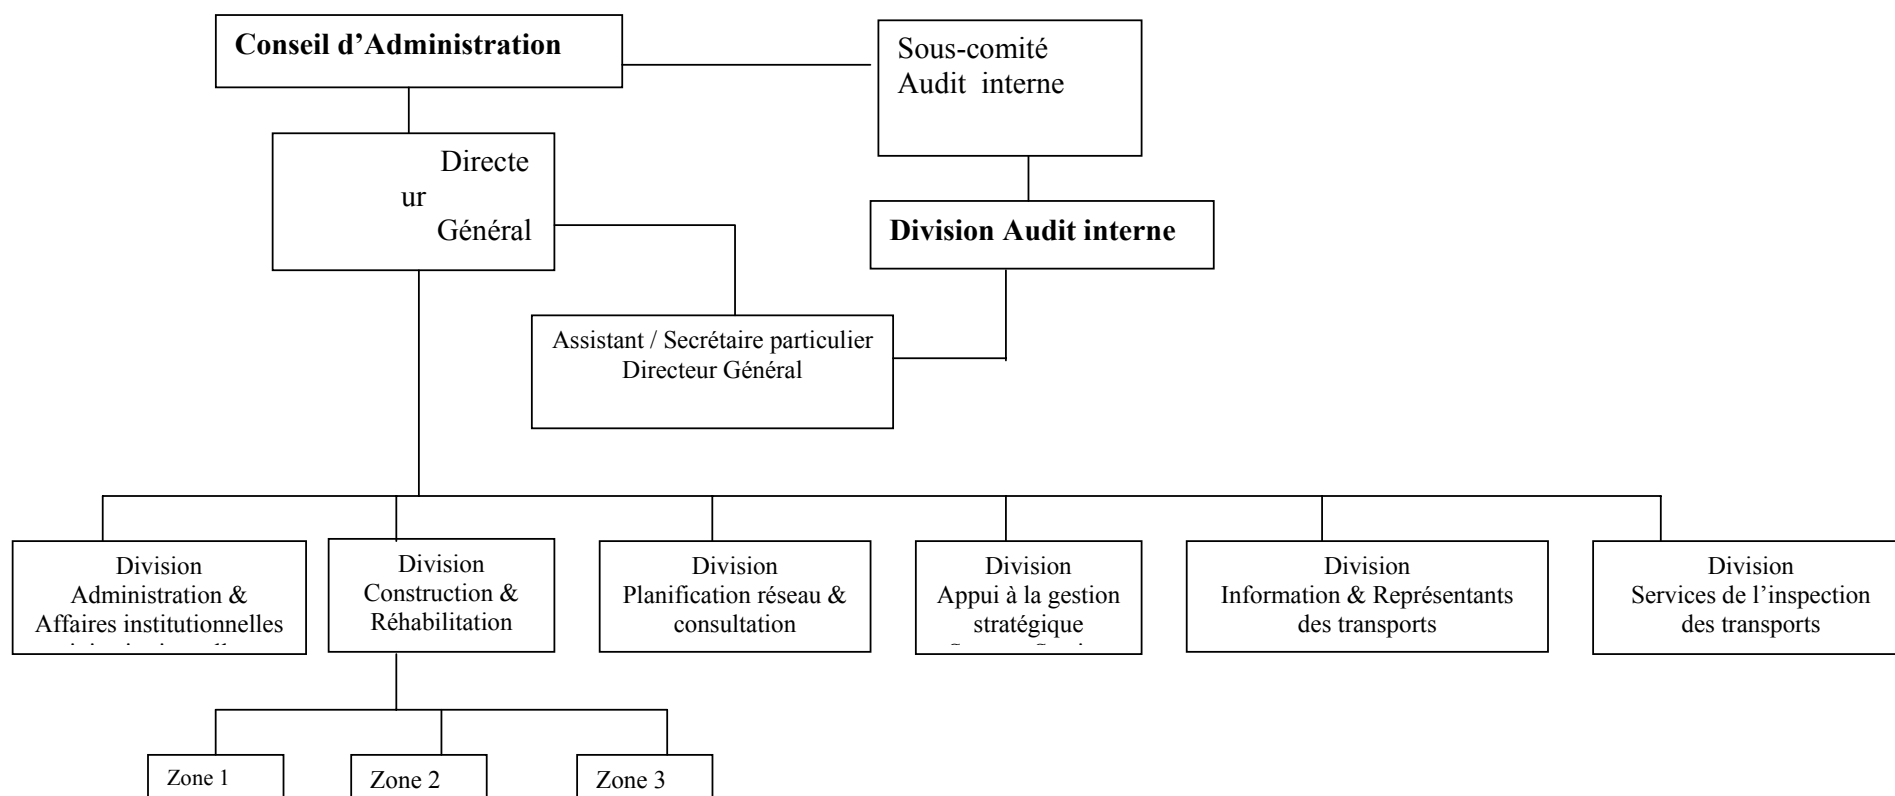 Conseil d’Administration
Sous-comité
Audit interne
Directe
ur
Général
Division Audit interne
Assistant / Secrétaire particulier
Directeur Général
Division
Administration &
Affaires institutionnelles
Division
Construction &
Réhabilitation
Division
Planification réseau &
consultation
Division
Appui à la gestion
stratégique
Division
Information & Représentants
des transports
Division
Services de l’inspection
des transports
Zone 1
Zone 2
Zone 3